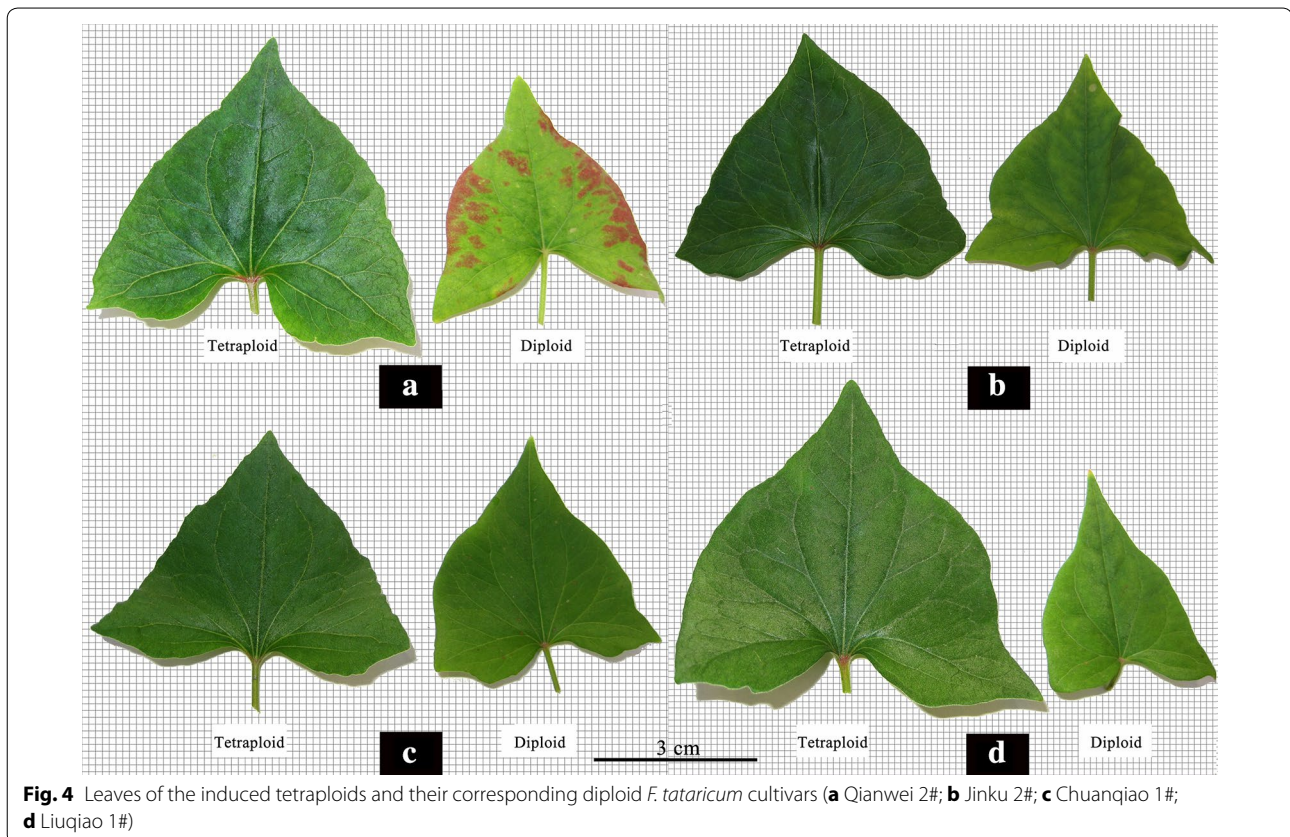 Tetraploid
Diploid
a
Tetraploid
Diploid
b
Tetraploid
Diploid
c
3 cm
Tetraploid
Diploid
d
Fig. 4 Leaves of the induced tetraploids and their corresponding diploid F. tataricum cultivars (a Qianwei 2#; b Jinku 2#; c Chuanqiao 1#;
d Liuqiao 1#)